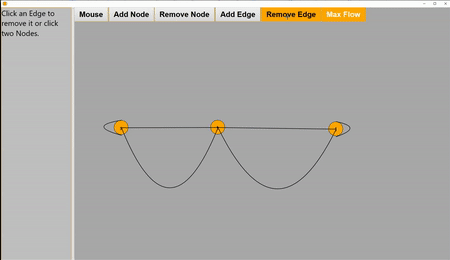 Click an Edge to
remove it or click
two Nodes.
Mouse
Add Node
Remove Node
Add Edge
Remove Edge
Max Flow